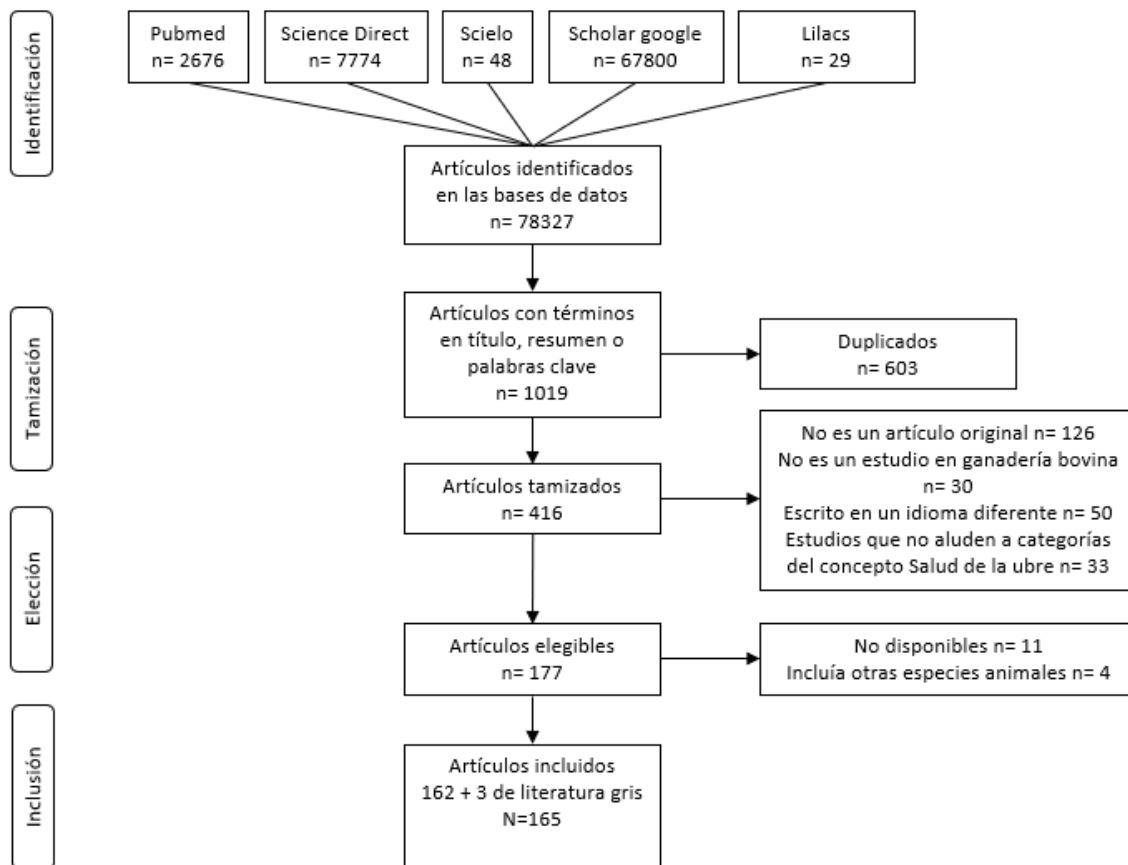 Identificación
Pubmed
n= 2676
Science Direct
n= 7774
Scielo
n= 48
Scholar google
n= 67800
Lilacs
n= 29
Artículos identificados
en las bases de datos
n= 78327
Tamización
Artículos con términos
en título, resumen o
palabras clave
n= 1019
Duplicados
n= 603
Artículos tamizados
n= 416
No es un artículo original n= 126
No es un estudio en ganadería bovina
n= 30
Escrito en un idioma diferente n= 50
Estudios que no aluden a categorías
del concepto Salud de la ubre n= 33
Elección
Artículos elegibles
n= 177
No disponibles n= 11
Incluía otras especies animales n= 4
Inclusión
Artículos incluidos
162 + 3 de literatura gris
N=165